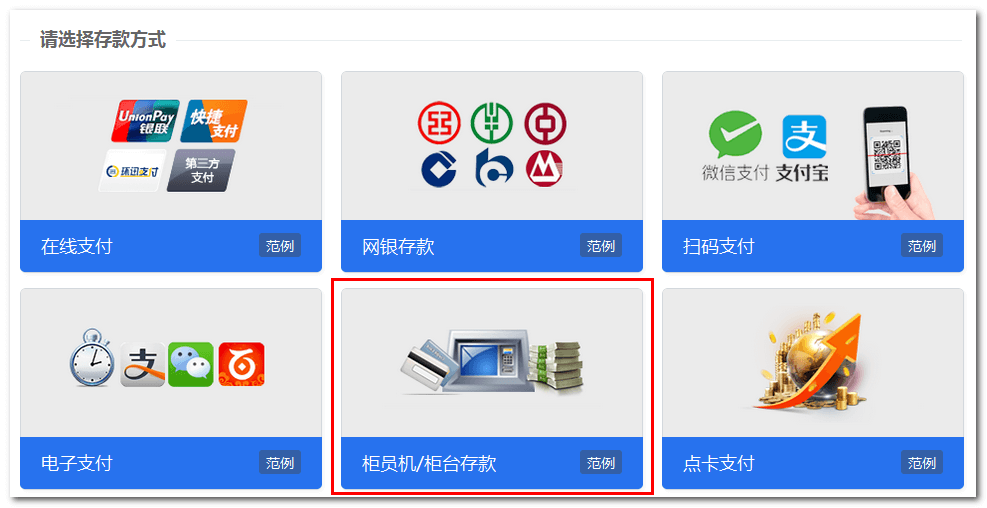 请选择存款方式
UnionPay
银联
快捷
支付
环迅支付
第三方
支付
微信支付
支付宝
支
在线支付
范例
网银存款
范例
扫码支付
范例
支
电子支付
范例
柜员机/柜台存款
范例
点卡支付
范例